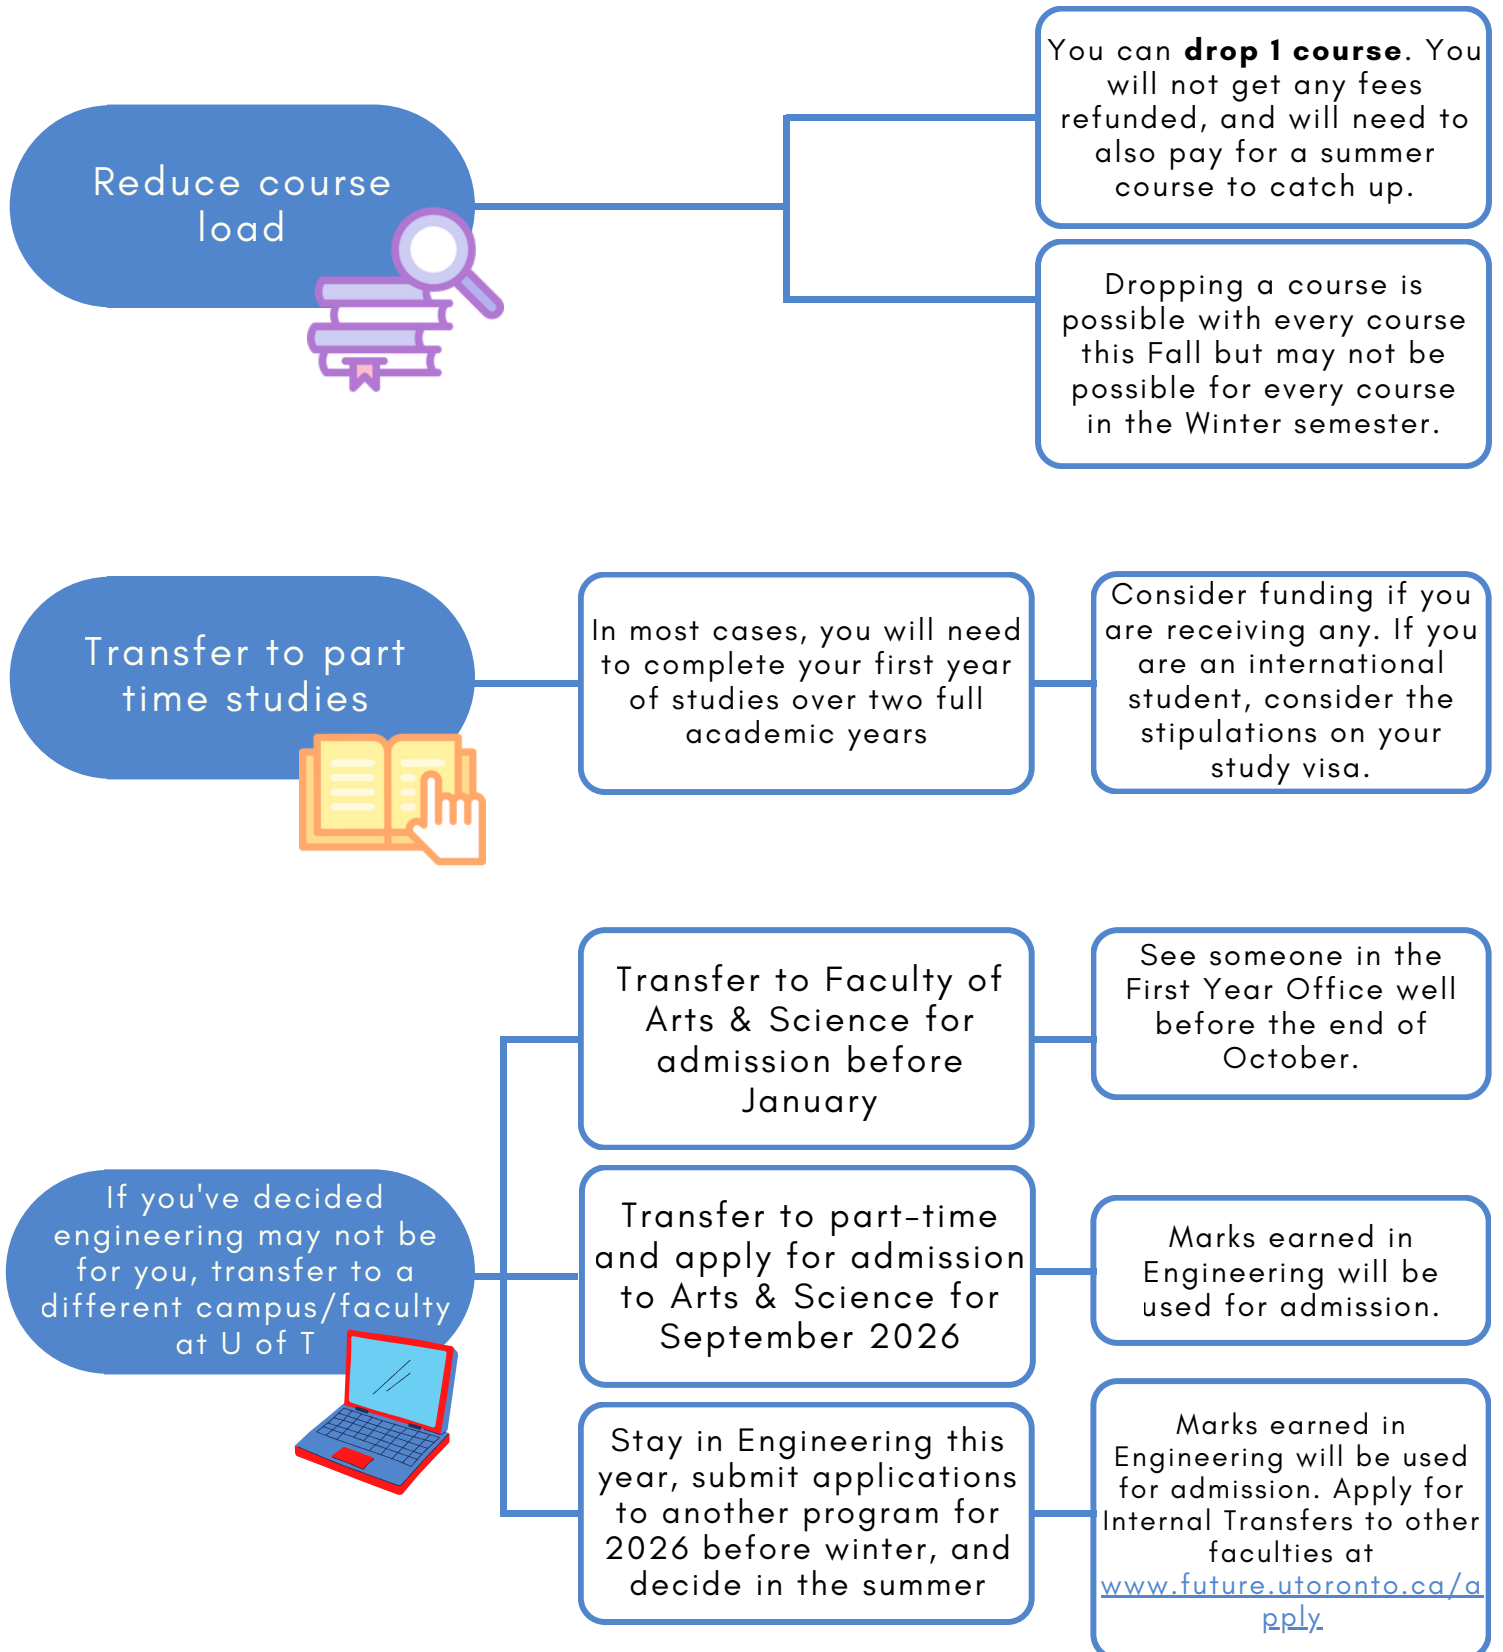 Reduce course
load
You can drop 1 course. You
will not get any fees
refunded, and will need to
also pay for a summer
course to catch up.
Dropping a course is
possible with every course
this Fall but may not be
possible for every course
in the Winter semester.
Transfer to part
time studies
In most cases, you will need
to complete your first year
of studies over two full
academic years
Consider funding if you
are receiving any. If you
are an international
student, consider the
stipulations on your
study visa.
If you've decided
engineering may not be
for you, transfer to a
different campus/faculty
at U of T
Transfer to Faculty of
Arts & Science for
admission before
January
See someone in the
First Year Office well
before the end of
October.
Transfer to part-time
and apply for admission
to Arts & Science for
September 2026
Marks earned in
Engineering will be
used for admission.
Stay in Engineering this
year, submit applications
to another program for
2026 before winter, and
decide in the summer
Marks earned in
Engineering will be used
for admission. Apply for
Internal Transfers to other
faculties at
www.future.utoronto.ca/a
pply